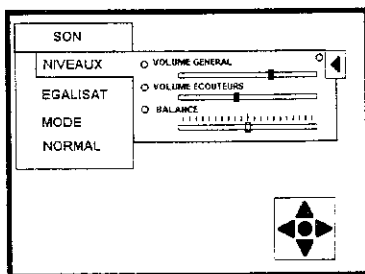 SON
NIVEAUX
VOLUME GENERAL
VOLUME ECOUTEURS
EGALISAT
BALANCE
MODE
NORMAL